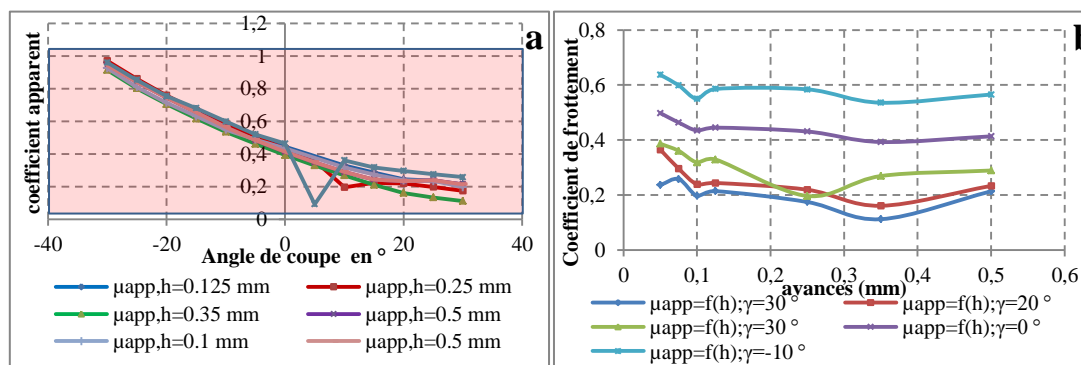 a
coefficient apparent
1,2
1
0,8
0,6
0,4
0,2
0
-40
-20
0
20
40
Angle de coupe en °
µapp,h=0.125 mm
µapp,h=0.25 mm
µapp,h=0.35 mm
µapp,h=0.5 mm
µapp,h=0.1 mm
µapp,h=0.5 mm
b
Coefficient de frottement
0.8
0,6
0,4
0,2
0
0
0,1
0,2
0,3
0,4
0,5
0,6
avances (mm)
µapp=f(h);γ=30 °
µapp=f(h);γ=20 °
µapp=f(h);γ=30 °
µapp=f(h);γ=0 °
µapp=f(h);γ=-10 °